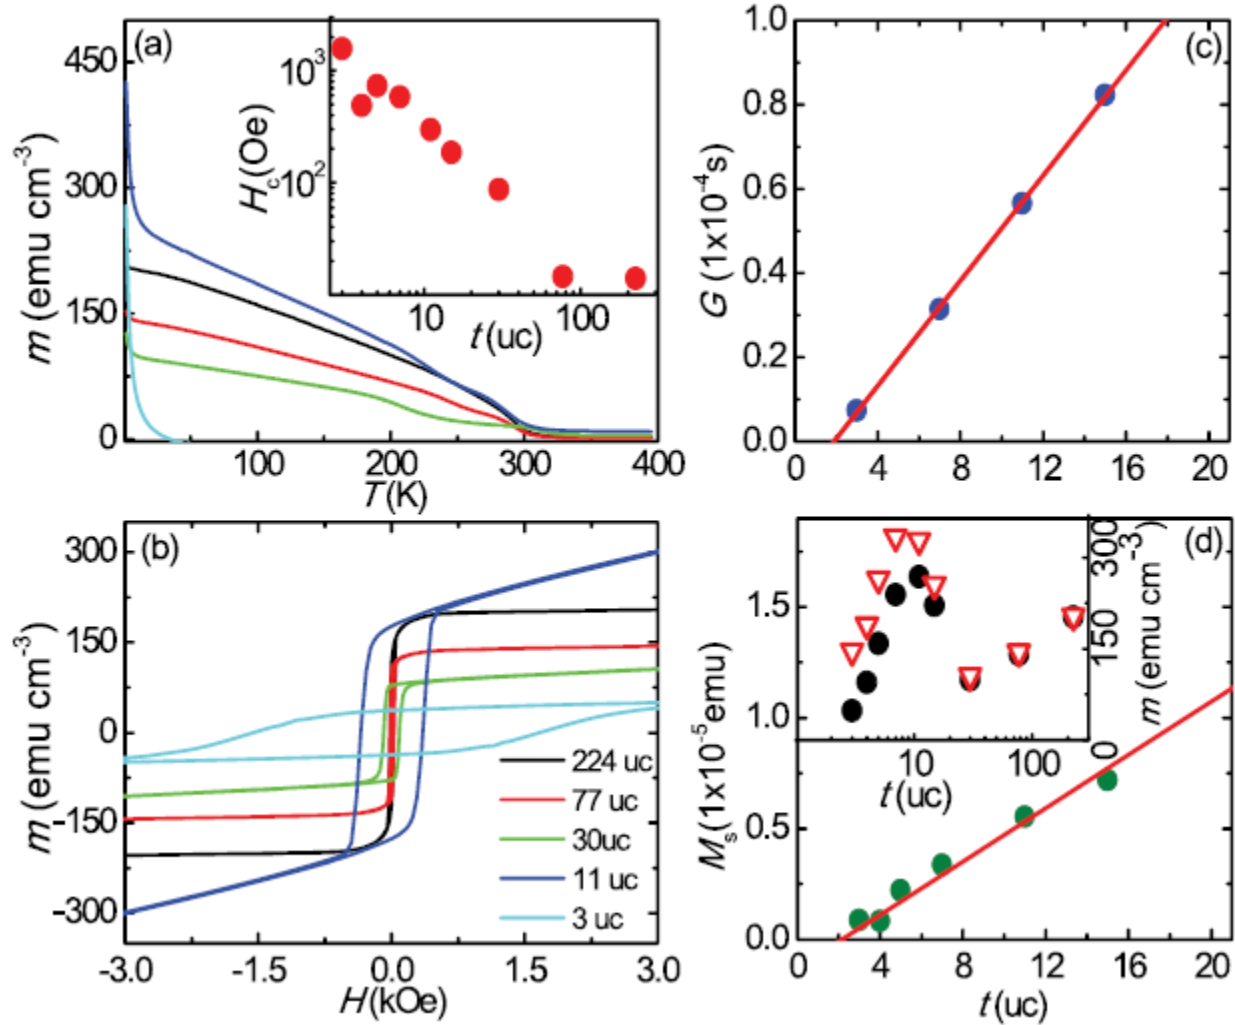 (a)
450
300
150
0
m (emu cm⁻³)
100
200
300
400
T(K)
10³
10²
H_c(Oe)
10
100
t(uc)
(c)
1.0
0.8
0.6
0.4
0.2
0.0
G (1x10⁻⁴s)
0
4
8
12
16
20
(b)
300
150
0
-150
-300
m (emu cm⁻³)
224 uc
77 uc
30uc
11 uc
3 uc
-3.0
-1.5
0.0
1.5
3.0
H(kOe)
(d)
1.5
1.0
0.5
0.0
M_s(1x10⁻⁵emu)
300
150
0
m (emu cm⁻³)
10
100
t(uc)
0
4
8
12
16
20
t(uc)